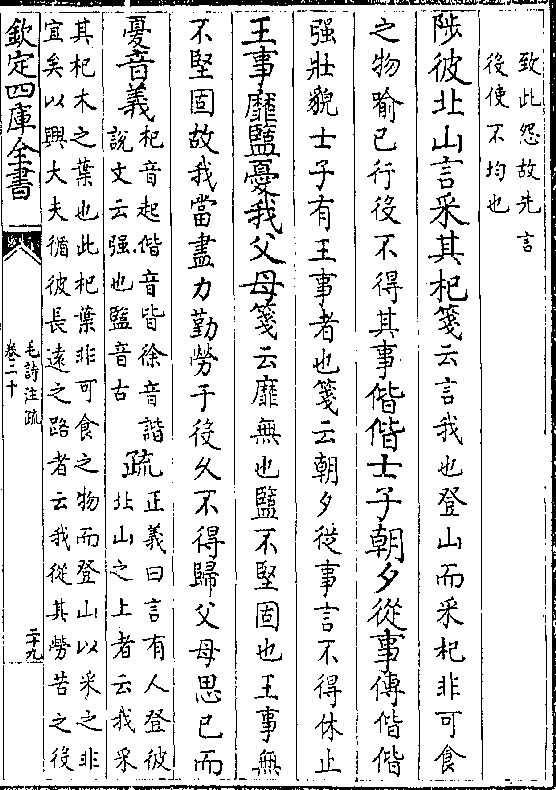 致此怨故先言
後使不均也
陟彼北山言采其杞箋云言我也登山而采杞非可食
之物喻已行役不得其事偕偕士子朝夕從事傳偕偕
强壯貌士子有王事者也箋云朝夕從事言不得休止
王事靡盬憂我父母箋云靡無也盬不堅固也王事無
不堅固故我當盡力勤勞于役久不得歸父母思已而
憂音義杞音起偕音皆徐音諧
說文云强也盬音古
疏正義曰言有人登彼
北山之上者云我采
其杞木之葉也此杞葉非可食之物而登山以采之非
宜矣以興大夫循彼長遠之路者云我從其勞苦之役
欽定四庫全書
毛詩注疏
卷二十
二十九